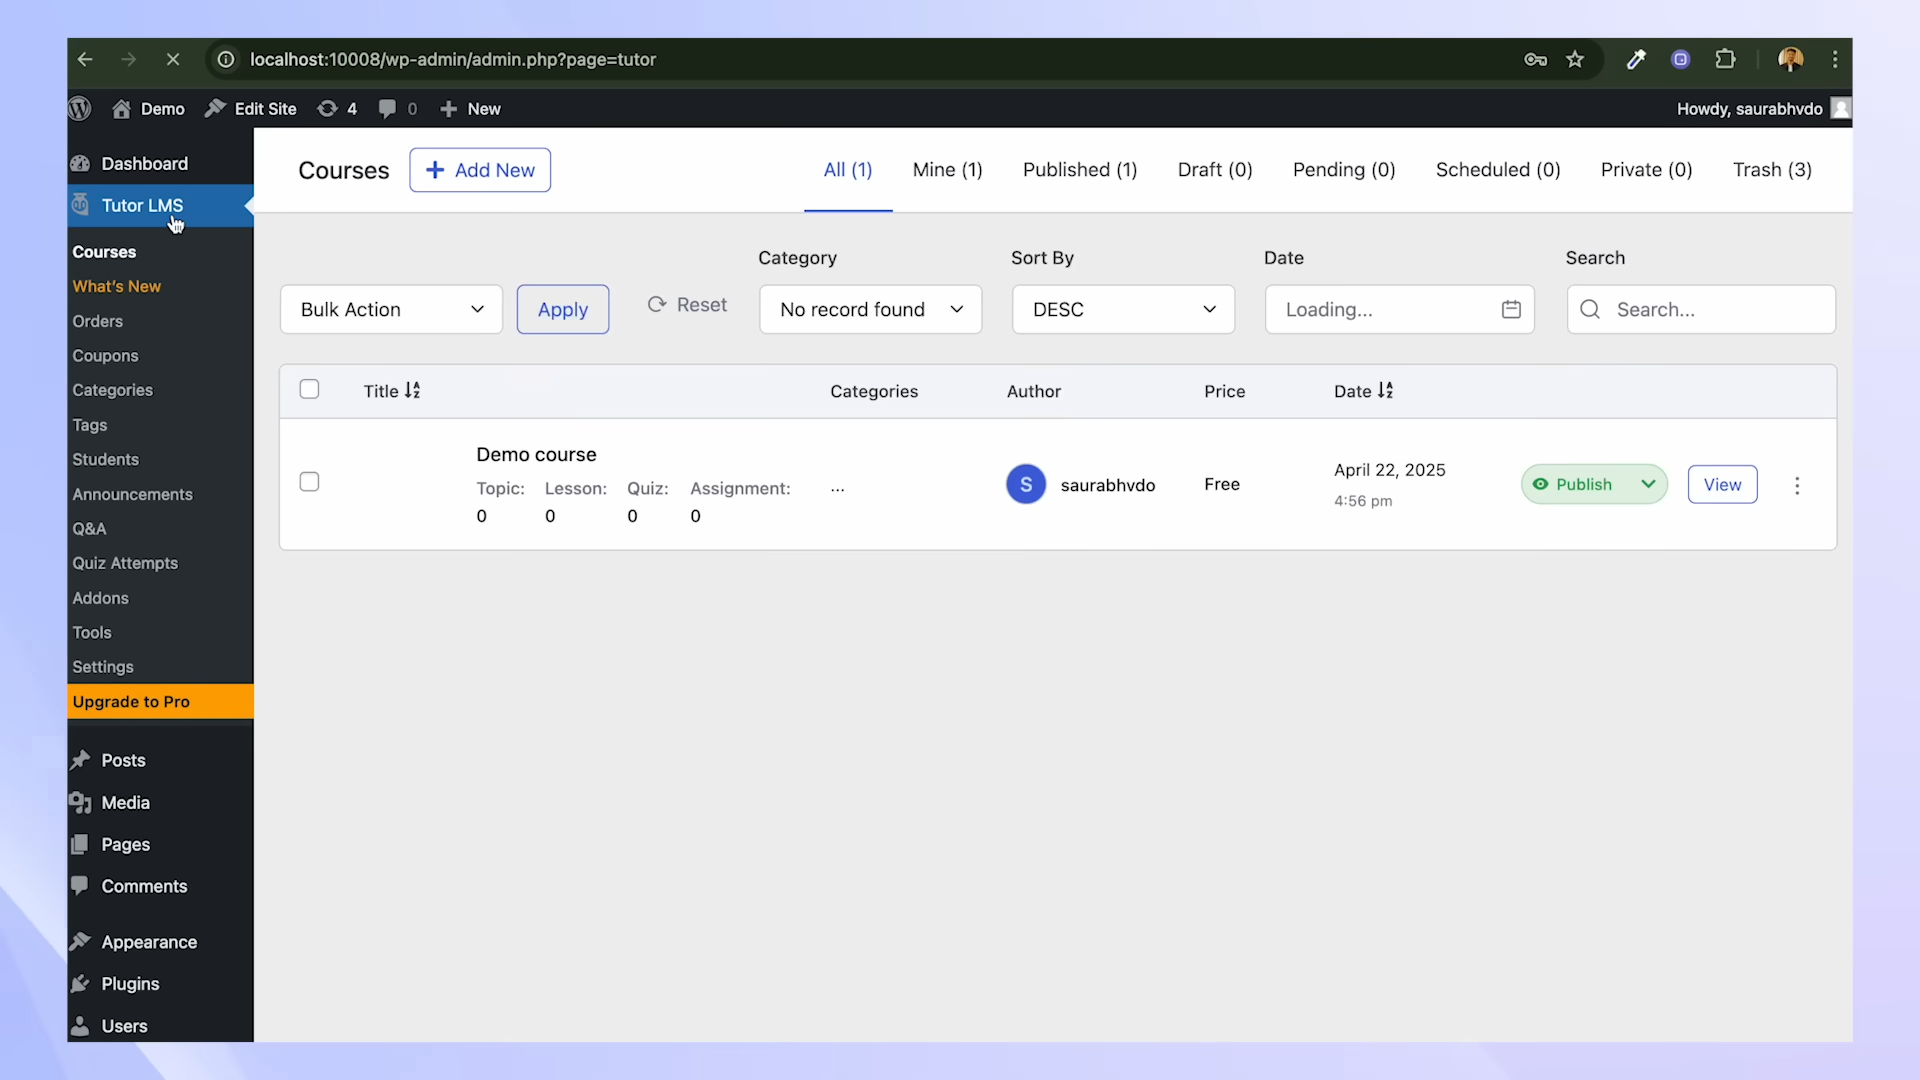 localhost:10008/wp-admin/admin.php?page=tutor
Demo Edit Site 4 0 New Howdy, saurabhvdo
Dashboard
Tutor LMS
Courses
What's New
Orders
Coupons
Categories
Tags
Students
Announcements
Q&A
Quiz Attempts
Addons
Tools
Settings
Upgrade to Pro
Posts
Media
Pages
Comments
Appearance
Plugins
Users
Courses Add New All (1) Mine (1) Published (1) Draft (0) Pending (0) Scheduled (0) Private (0) Trash (3)
Category Sort By Date Search
Bulk Action Apply Reset No record found DESC Loading... Search...
Title Categories Author Price Date
Demo course
Topic: Lesson: Quiz: Assignment:
0 0 0 0
...
S saurabhvdo
Free
April 22, 2025
4:56 pm
Publish
View